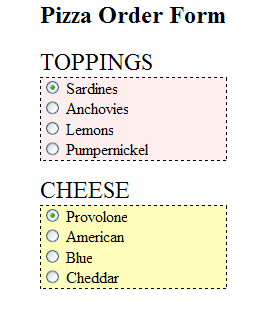 Pizza Order Form
TOPPINGS
Sardines
Anchovies
Lemons
Pumpernickel
CHEESE
Provolone
American
Blue
Cheddar